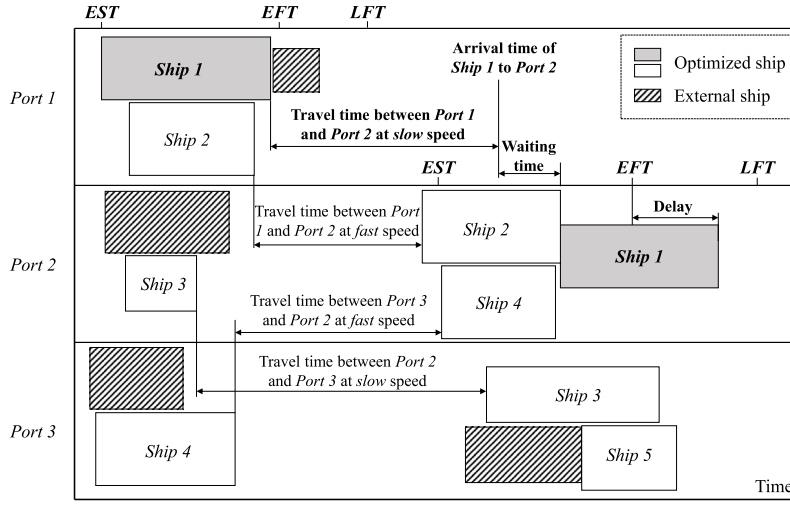 EST EFT LFT
Arrival time of
Ship 1 to Port 2
Optimized ship
External ship
Port 1
Ship 1
Ship 2
Travel time between Port 1
and Port 2 at slow speed
Waiting
time
EST EFT LFT
Delay
Port 2
Travel time between Port
1 and Port 2 at fast speed
Ship 2
Ship 1
Ship 3
Ship 4
Travel time between Port 3
and Port 2 at fast speed
Travel time between Port 2
and Port 3 at slow speed
Port 3
Ship 3
Ship 4
Ship 5
Time